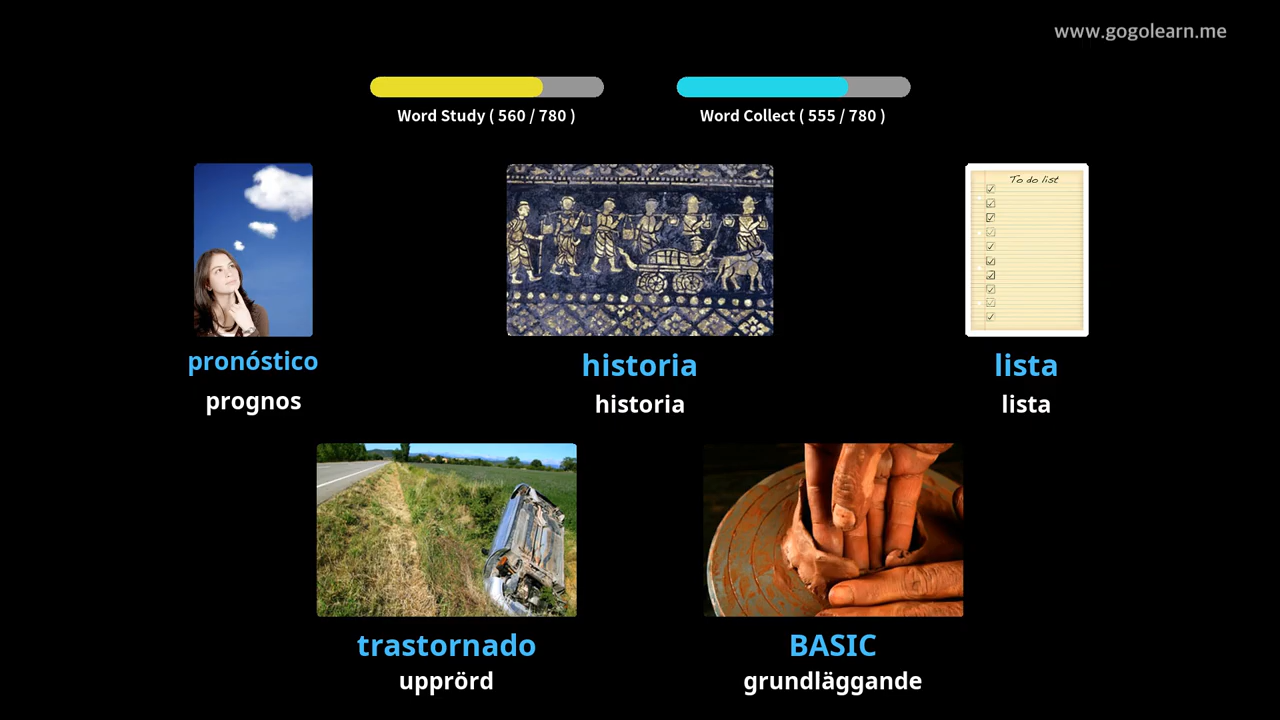 www.gogolearn.me
Word Study ( 560 / 780 )
Word Collect ( 555 / 780 )
To do list
pronóstico
prognos
historia
historia
lista
lista
trastornado
upprörd
BASIC
grundläggande